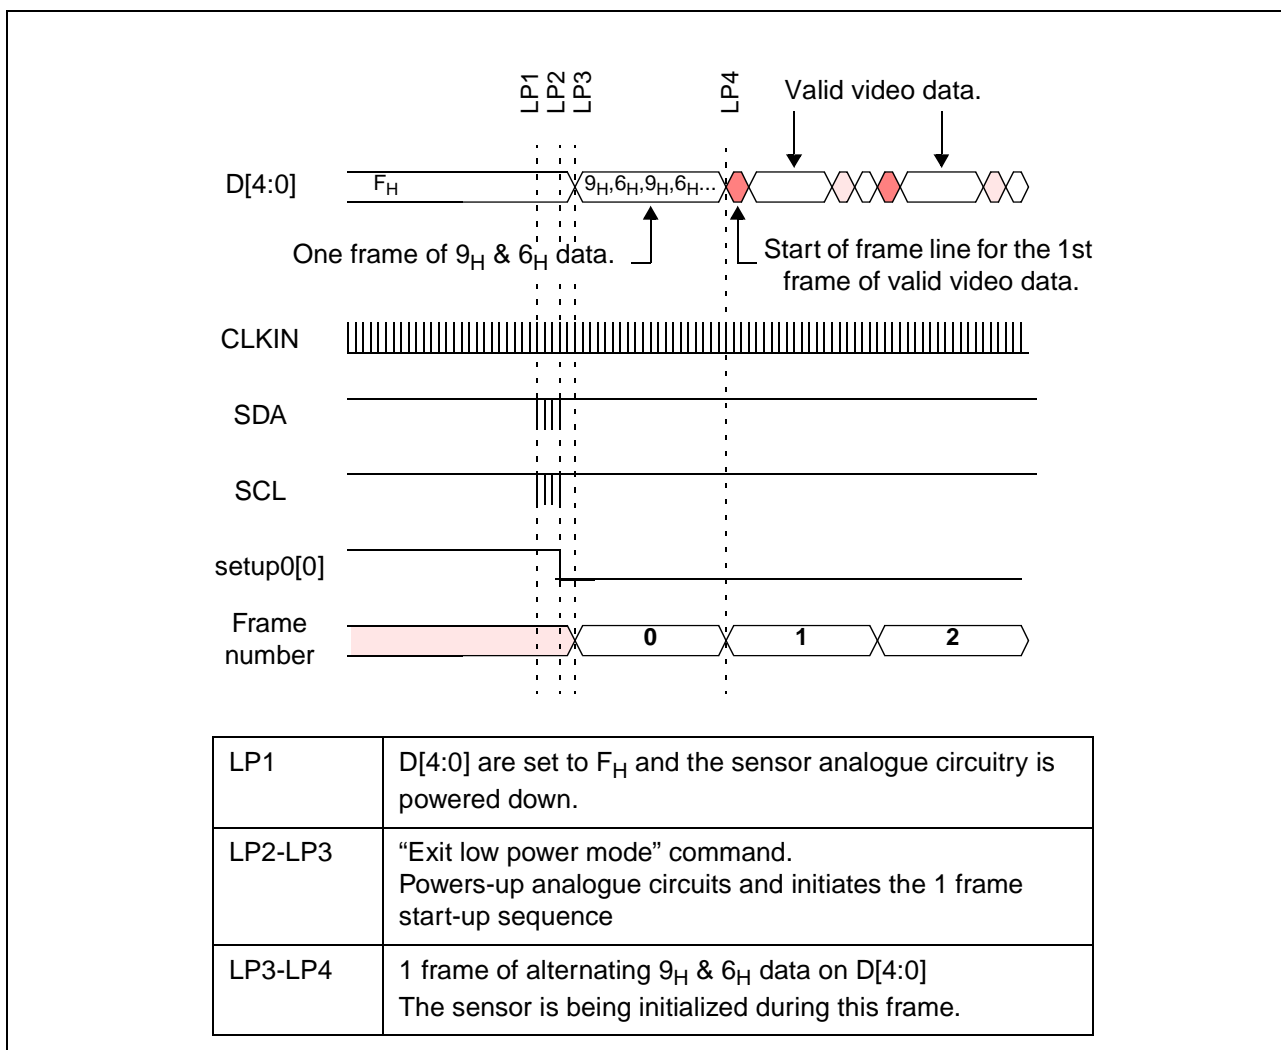 LP1 LP2 LP3 LP4
Valid video data.
D[4:0] FH 9H,6H,9H,6H...
One frame of 9H & 6H data.
Start of frame line for the 1st
frame of valid video data.
CLKIN
SDA
SCL
setup0[0]
Frame
number
0 1 2
LP1 D[4:0] are set to FH and the sensor analogue circuitry is
powered down.
LP2-LP3 “Exit low power mode” command.
Powers-up analogue circuits and initiates the 1 frame
start-up sequence
LP3-LP4 1 frame of alternating 9H & 6H data on D[4:0]
The sensor is being initialized during this frame.